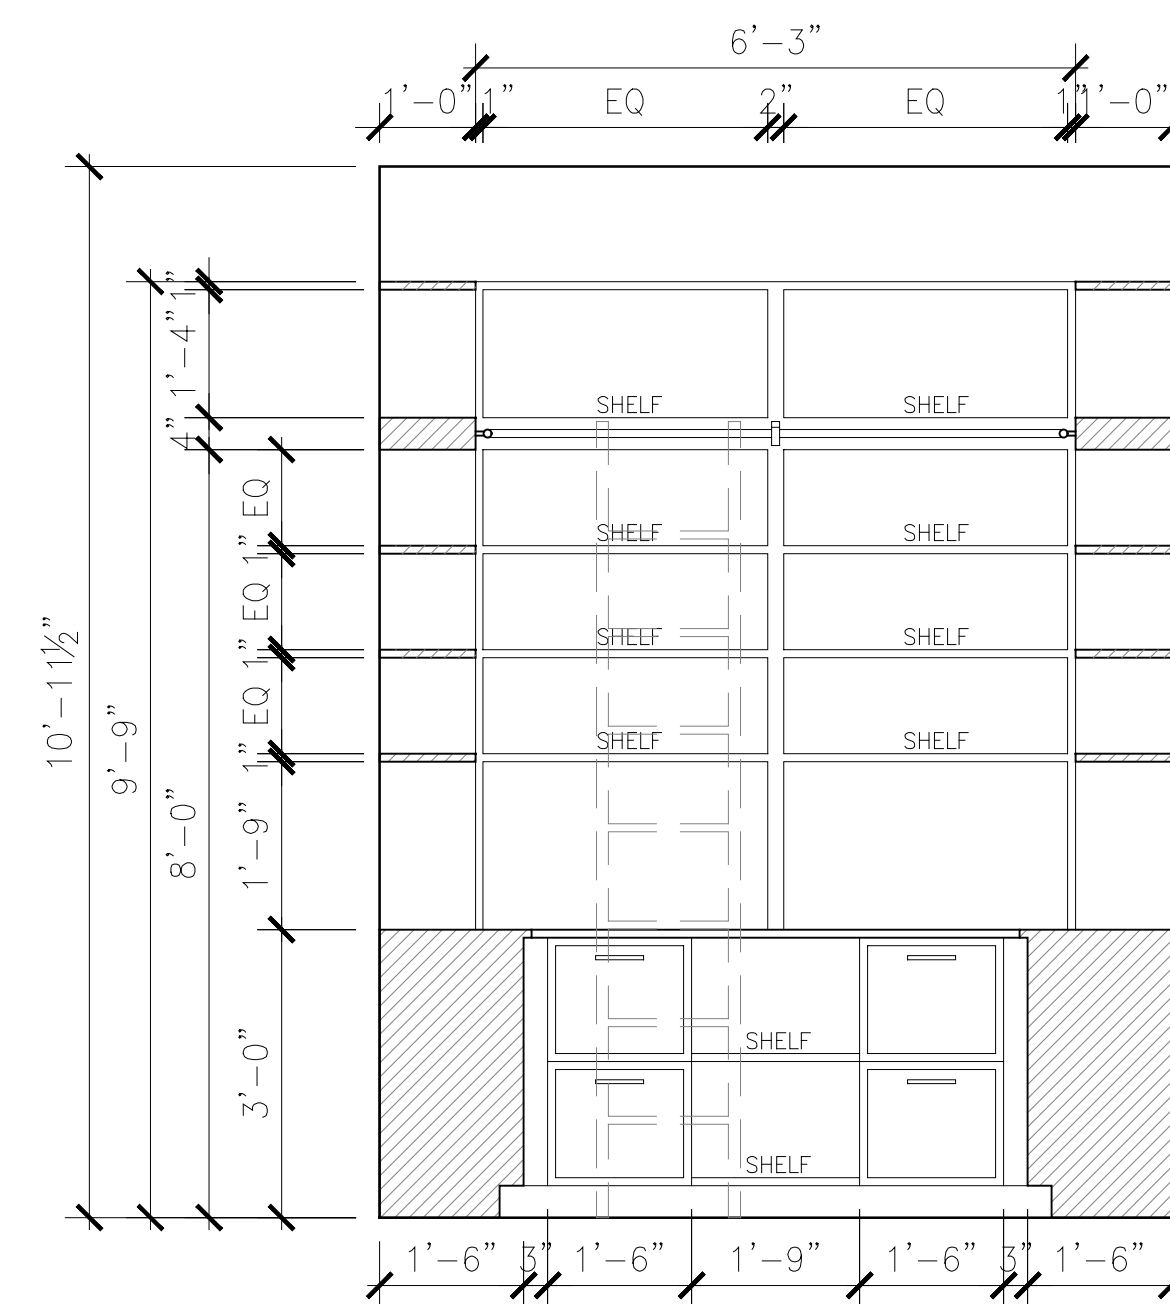 6'-3"
1'-0" 1" EQ 2" EQ 1" 1'-0"
1"
1'-4"
4"
SHELF SHELF
EQ
1"
SHELF SHELF
EQ
1"
SHELF SHELF
EQ
1"
SHELF SHELF
10'-11½"
9'-9"
8'-0"
1'-9"
3'-0"
SHELF
SHELF
1'-6" 3" 1'-6" 1'-9" 1'-6" 3" 1'-6"